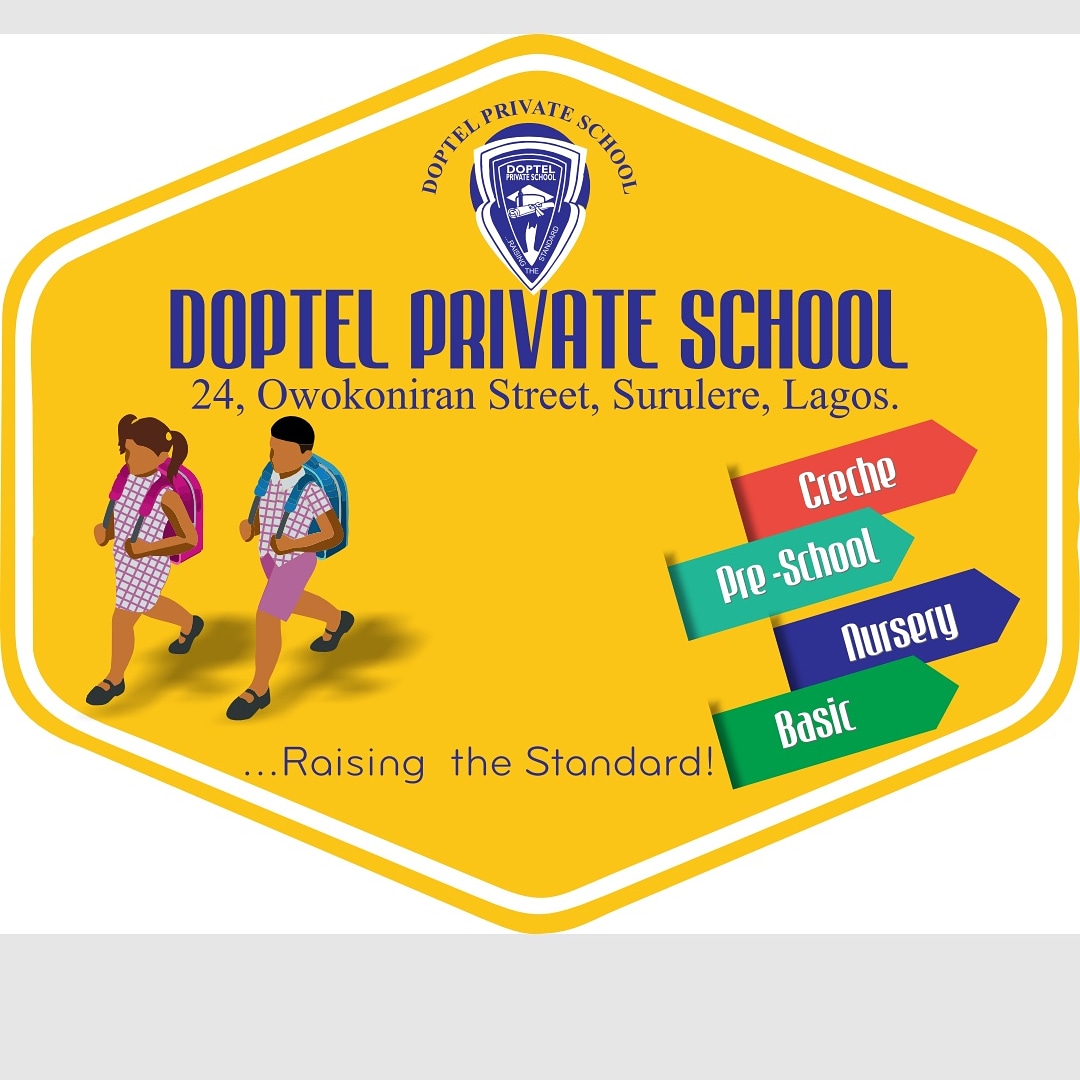 DOPTEL PRIVATE SCHOOL
DOPTEL
PRIVATE SCHOOL
...RAISING THE STANDARD
DOPTEL PRIVATE SCHOOL
24, Owokoniran Street, Surulere, Lagos.
Creche
Pre-School
Nursery
Basic
...Raising the Standard!